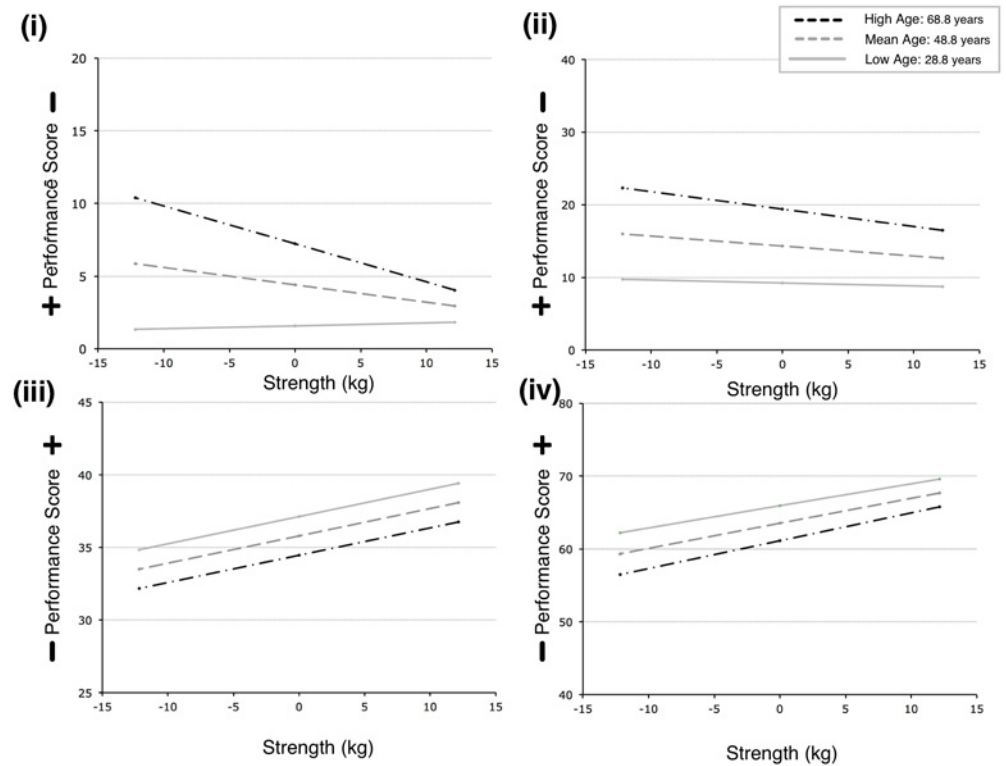 (i)
(ii)
High Age: 68.8 years
Mean Age: 48.8 years
Low Age: 28.8 years
20
15
10
5
0
-15 -10 -5 0 5 10 15
+ Performance Score −
Strength (kg)
40
30
20
10
0
-15 -10 -5 0 5 10 15
+ Performance Score −
Strength (kg)
(iii)
(iv)
45
40
35
30
25
-15 -10 -5 0 5 10 15
− Performance Score +
Strength (kg)
80
70
60
50
40
-15 -10 -5 0 5 10 15
− Performance Score +
Strength (kg)